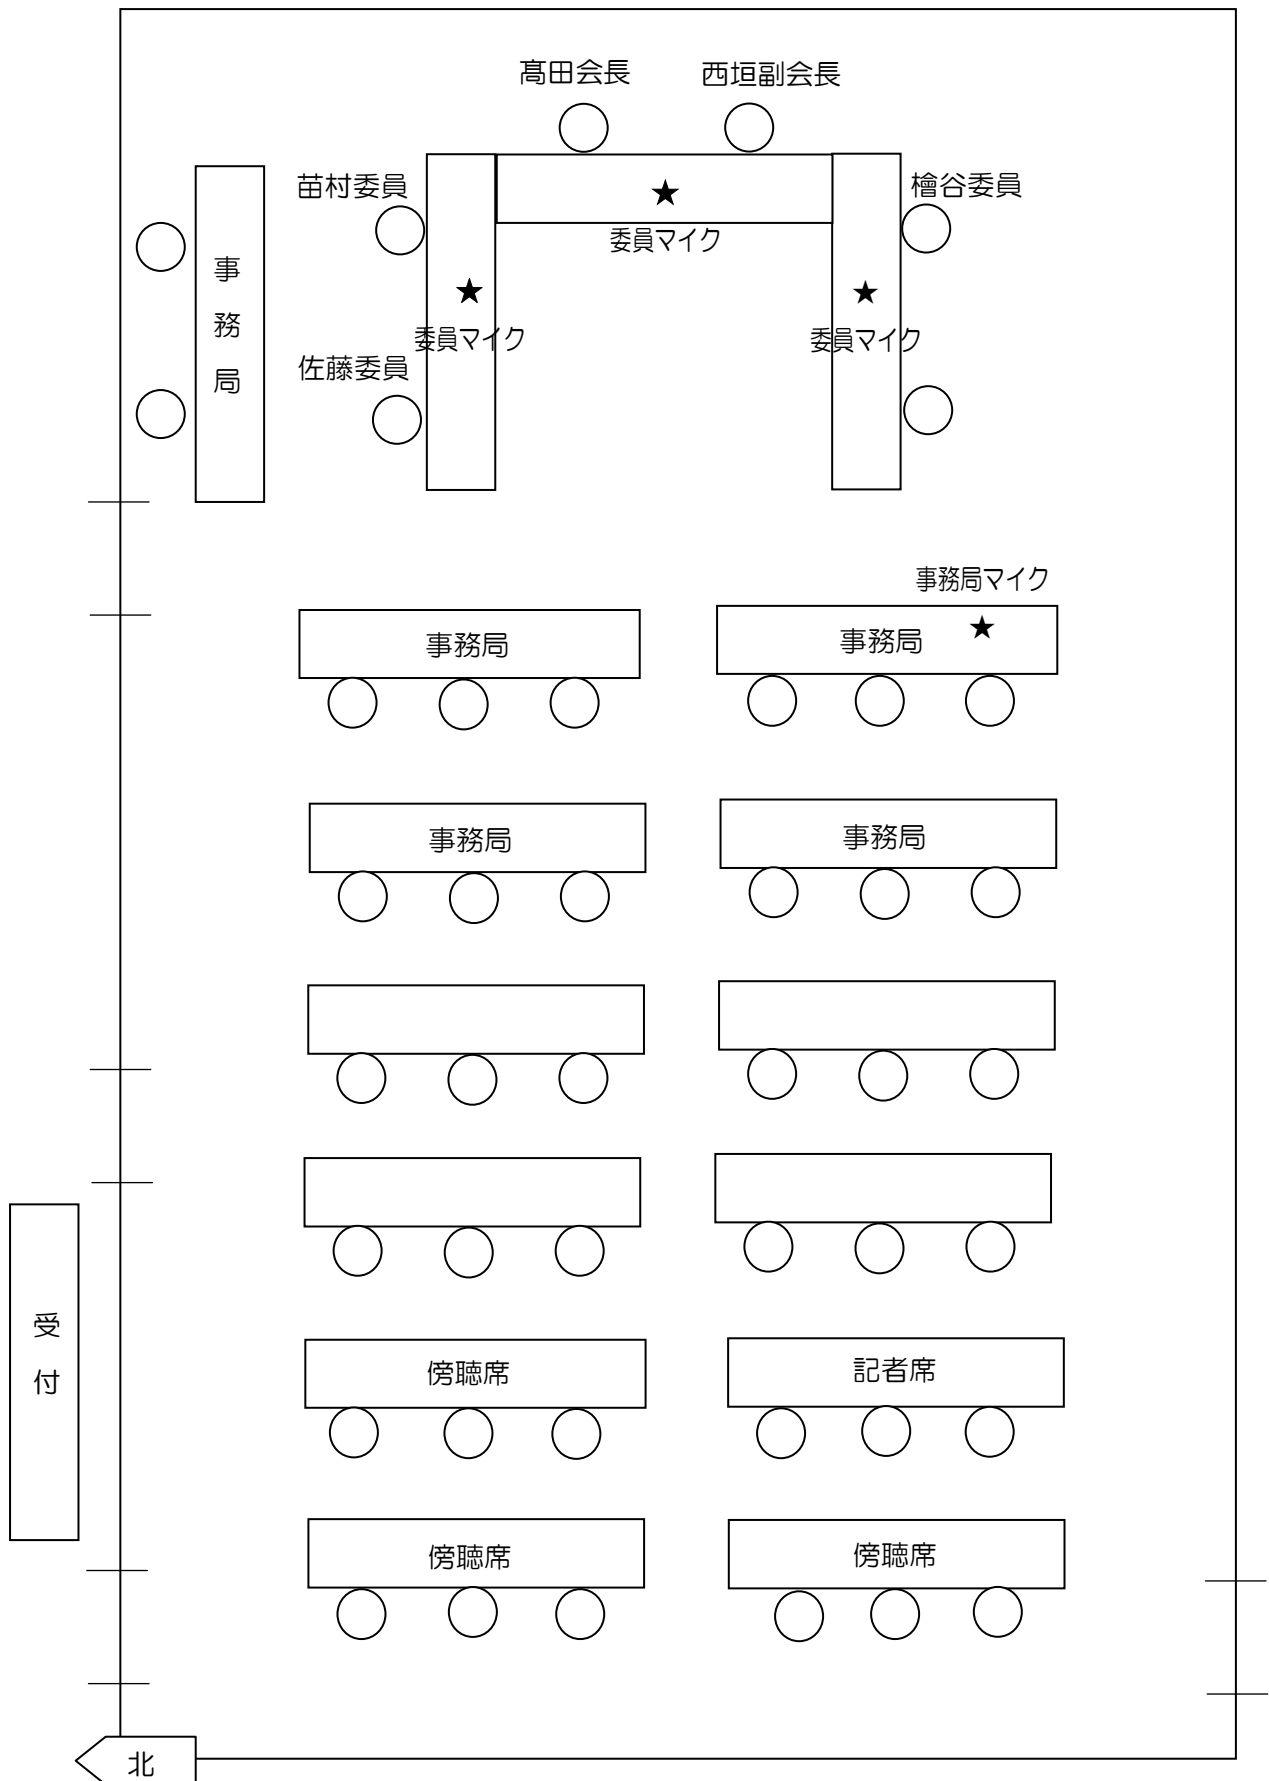 髙田会長
西垣副会長
苗村委員
檜谷委員
★
委員マイク
事務局
★
委員マイク
★
委員マイク
佐藤委員
事務局マイク
事務局
事務局 ★
事務局
事務局
受付
傍聴席
記者席
傍聴席
傍聴席
北